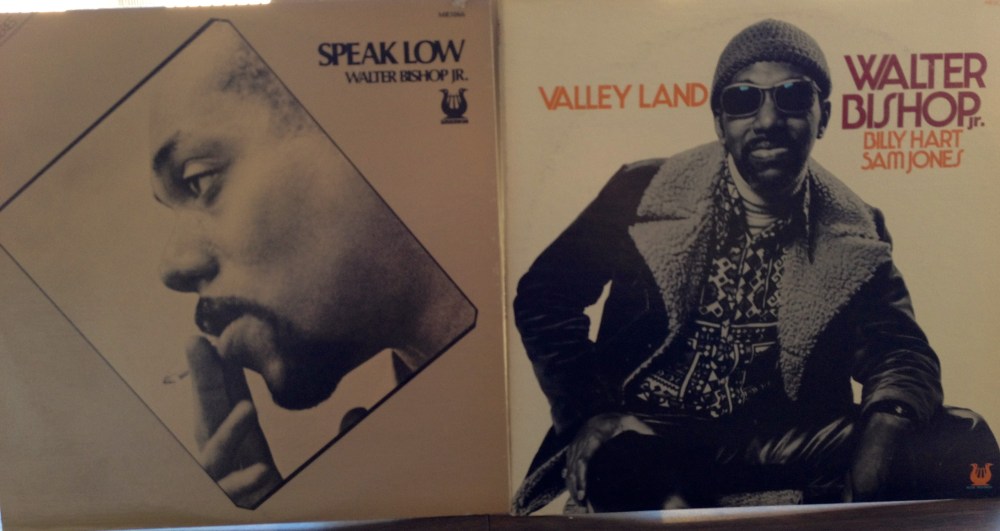 SPEAK LOW
WALTER BISHOP JR.
VALLEY LAND
WALTER
BISHOP jr.
BILLY HART
SAM JONES